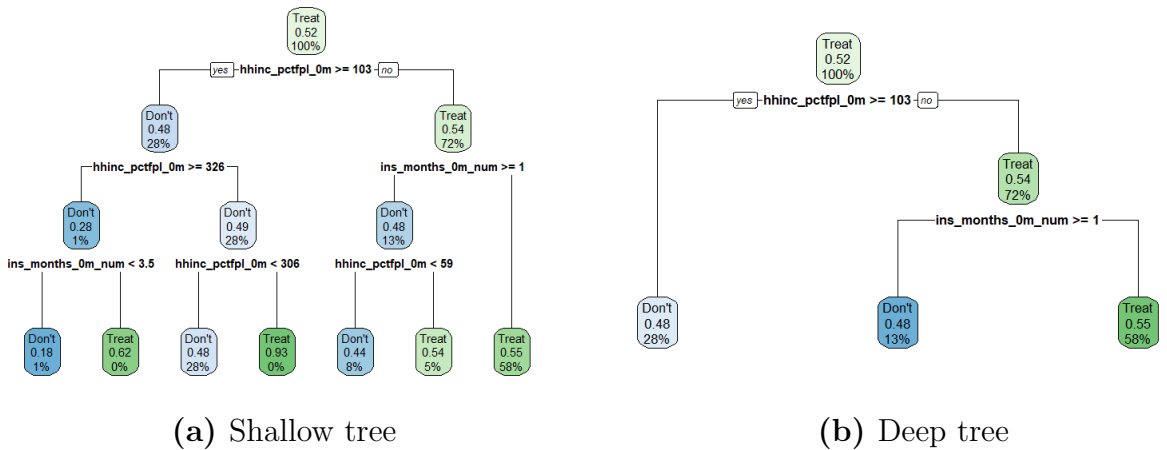 Treat
0.52
100%
yes
hhinc_pctfpl_0m >= 103
no
Don't
0.48
28%
Treat
0.54
72%
hhinc_pctfpl_0m >= 326
ins_months_0m_num >= 1
Don't
0.28
1%
Don't
0.49
28%
Don't
0.48
13%
ins_months_0m_num < 3.5
hhinc_pctfpl_0m < 306
hhinc_pctfpl_0m < 59
Don't
0.18
1%
Treat
0.62
0%
Don't
0.48
28%
Treat
0.93
0%
Don't
0.44
8%
Treat
0.54
5%
Treat
0.55
58%
(a) Shallow tree
Treat
0.52
100%
yes
hhinc_pctfpl_0m >= 103
no
Treat
0.54
72%
ins_months_0m_num >= 1
Don't
0.48
28%
Don't
0.48
13%
Treat
0.55
58%
(b) Deep tree